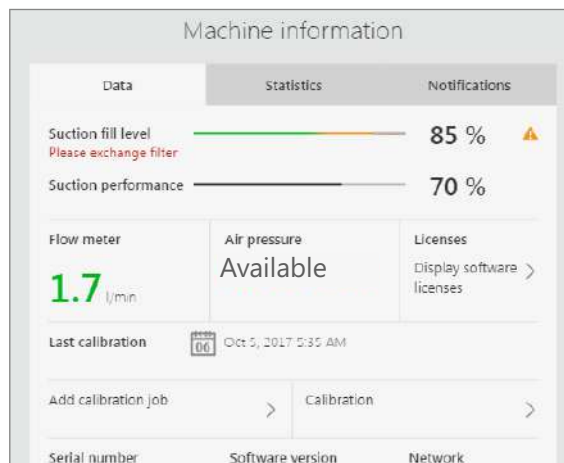 Machine information
Data Statistics Notifications
Suction fill level 85 %
Please exchange filter
Suction performance 70 %
Flow meter Air pressure Licenses
1.7 l/min Available Display software
licenses
Last calibration 06 Oct 5, 2017 5:35 AM
Add calibration job Calibration
Serial number Software version Network